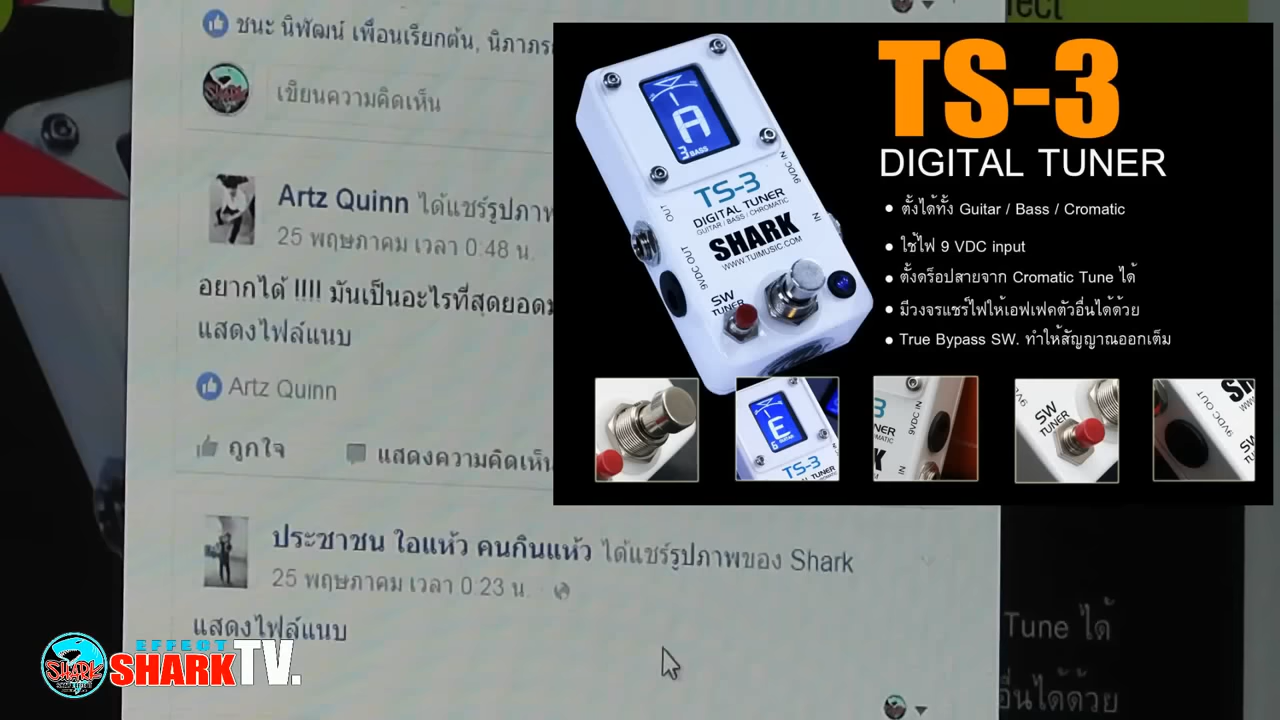 ชนะ นิพัฒน์ เพื่อนเรียกต้น, นิภาภร
เขียนความคิดเห็น
Artz Quinn ได้แชร์รูปภาพ
25 พฤษภาคม เวลา 0:48 น.
อยากได้ !!!! มันเป็นอะไรที่สุดยอด
แสดงไฟล์แนบ
Artz Quinn
ถูกใจ แสดงความคิดเห็น
ประชาชน ใอแห้ว คนกินแห้ว ได้แชร์รูปภาพของ Shark
25 พฤษภาคม เวลา 0:23 น.
แสดงไฟล์แนบ
TS-3
DIGITAL TUNER
● ตั้งได้ทั้ง Guitar / Bass / Cromatic
● ใช้ไฟ 9 VDC input
● ตั้งดร็อปสายจาก Cromatic Tune ได้
● มีวงจรแชร์ไฟให้เอฟเฟคตัวอื่นได้ด้วย
● True Bypass SW. ทำให้สัญญาณออกเต็ม
A
3 BASS
9VDC IN
TS-3
DIGITAL TUNER
GUITAR / BASS / CHROMATIC
OUT
IN
SHARK
WWW.TUIMUSIC.COM
9VDC OUT
SW
TUNER
E
6 GUITAR
TS-3
DIGITAL TUNER
3
9VDC IN
TUNER
IN
SW
TUNER
SH
9VDC OUT
Tune ได้
อื่นได้ด้วย
SHARK
EFFECT
SHARK TV.